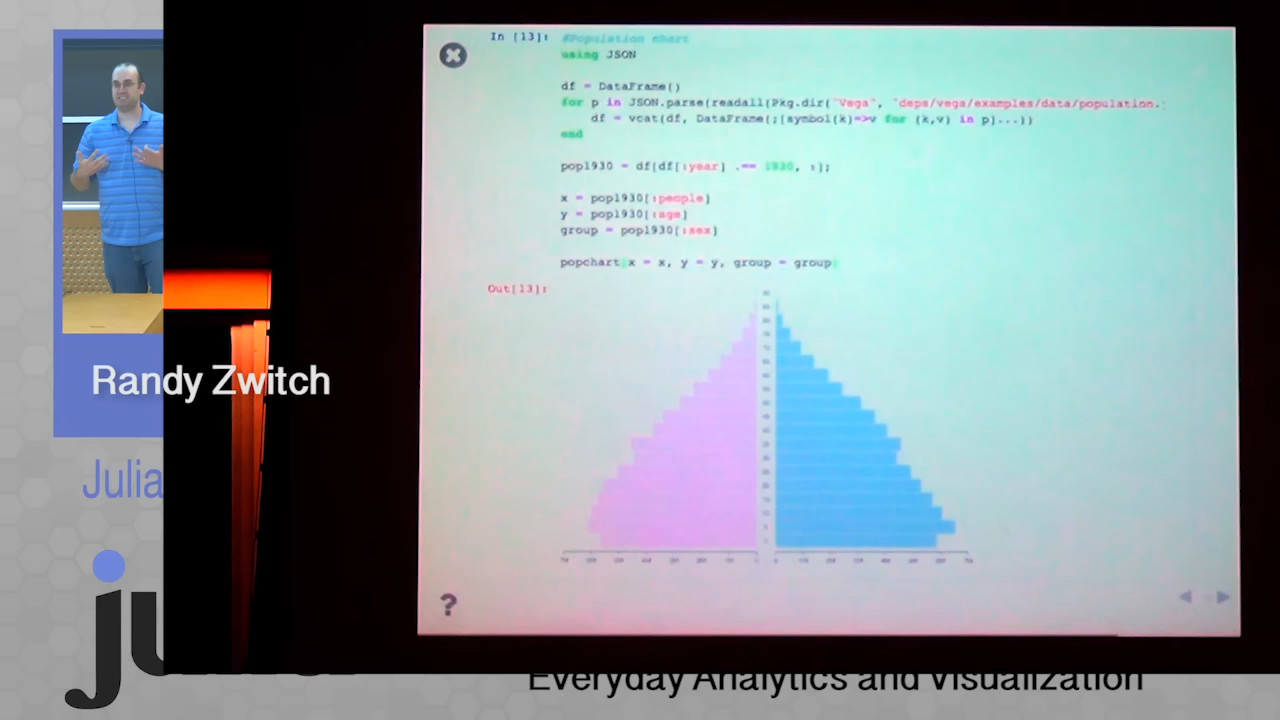 In [13]: #Population chart
using JSON
df = DataFrame()
for p in JSON.parse(readall(Pkg.dir("Vega", "deps/vega/examples/data/population.
df = vcat(df, DataFrame(;[symbol(k)=>v for (k,v) in p]...))
end
pop1930 = df[df[:year] .== 1930, :];
x = pop1930[:people]
y = pop1930[:age]
group = pop1930[:sex]
popchart(x = x, y = y, group = group)
Out[13]:
?
Randy Zwitch
Julia
Everyday Analytics and Visualization